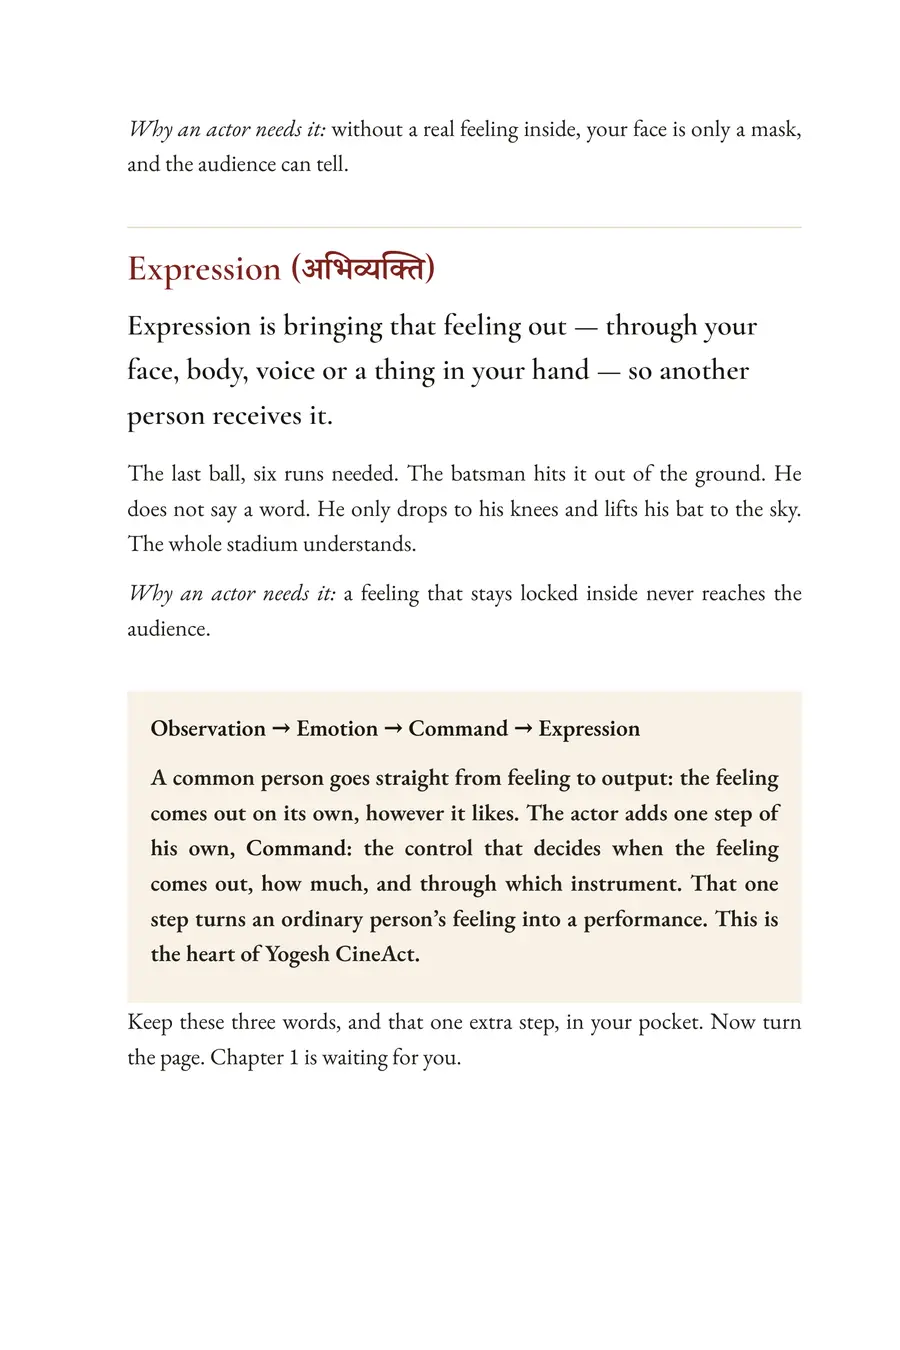 Why an actor needs it: without a real feeling inside, your face is only a mask,
and the audience can tell.
Expression (अभिव्यक्ति)
Expression is bringing that feeling out — through your
face, body, voice or a thing in your hand — so another
person receives it.
The last ball, six runs needed. The batsman hits it out of the ground. He
does not say a word. He only drops to his knees and lifts his bat to the sky.
The whole stadium understands.
Why an actor needs it: a feeling that stays locked inside never reaches the
audience.
Observation → Emotion → Command → Expression
A common person goes straight from feeling to output: the feeling
comes out on its own, however it likes. The actor adds one step of
his own, Command: the control that decides when the feeling
comes out, how much, and through which instrument. That one
step turns an ordinary person’s feeling into a performance. This is
the heart of Yogesh CineAct.
Keep these three words, and that one extra step, in your pocket. Now turn
the page. Chapter 1 is waiting for you.